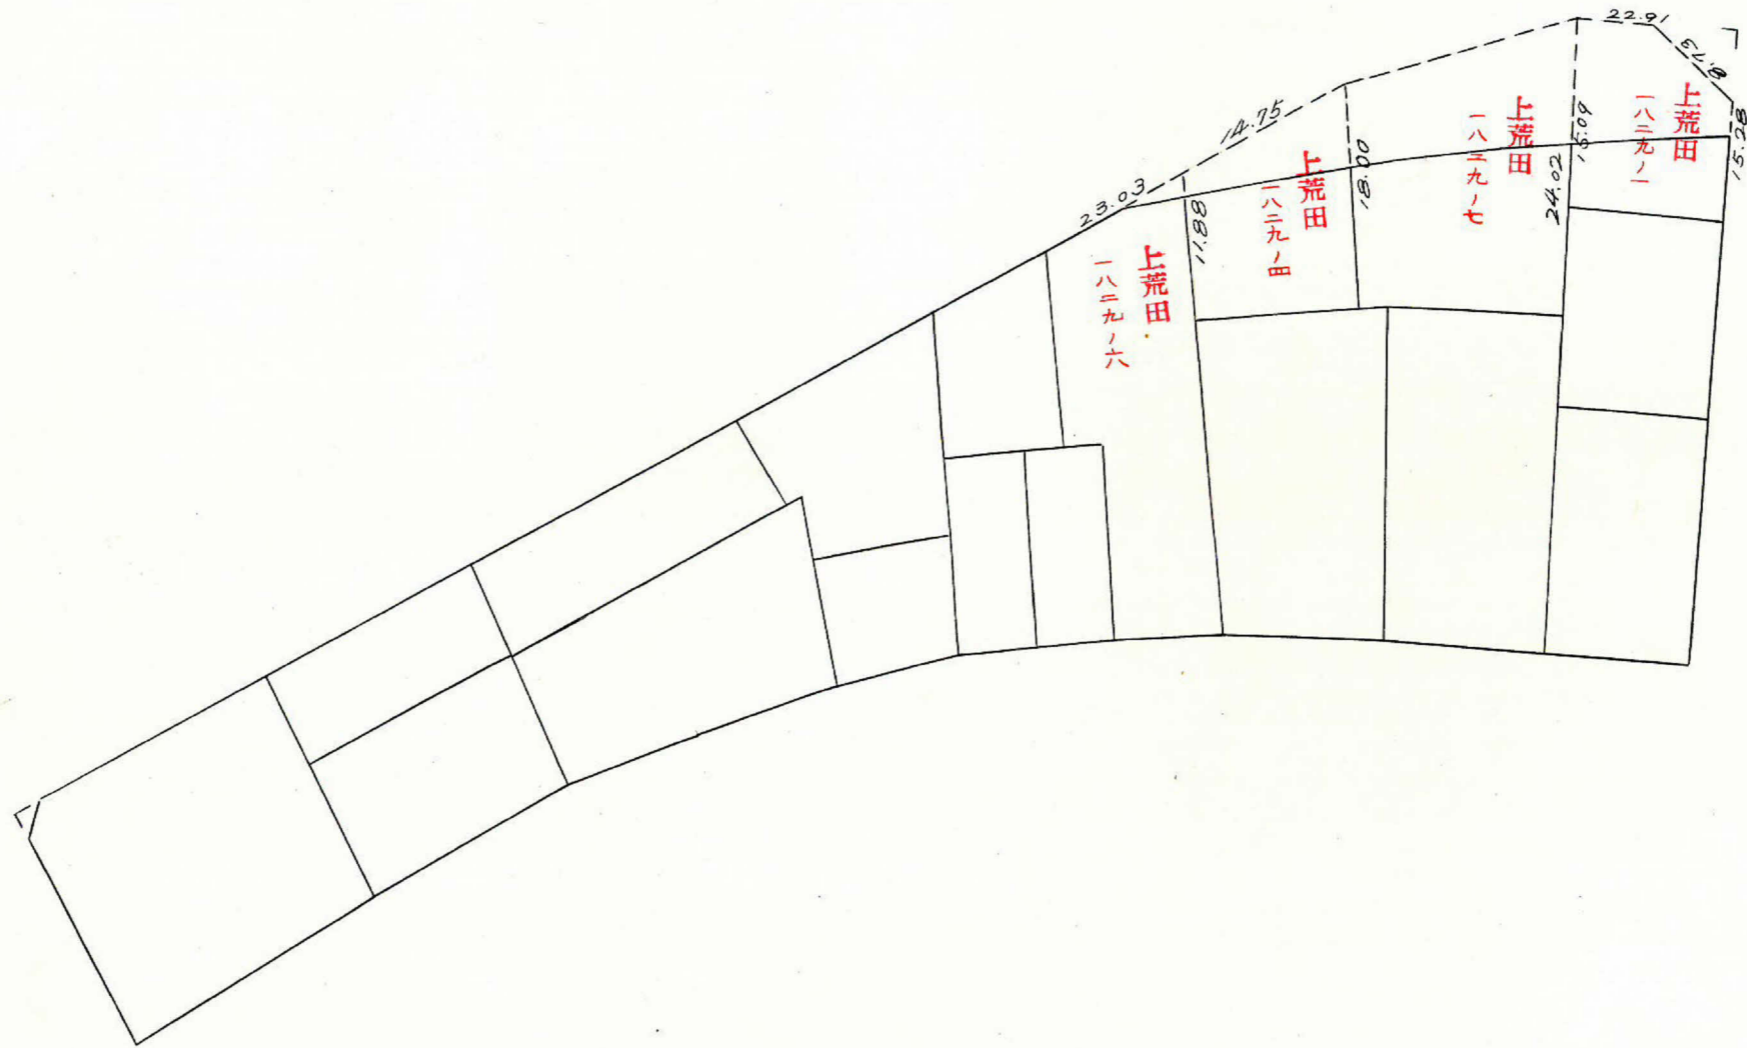 22.91
8.73
15.28
上荒田
一八二九ノ一
15.09
上荒田
一八二九ノ七
24.02
18.00
14.75
上荒田
一八二九ノ四
11.88
23.03
上荒田
一八二九ノ六